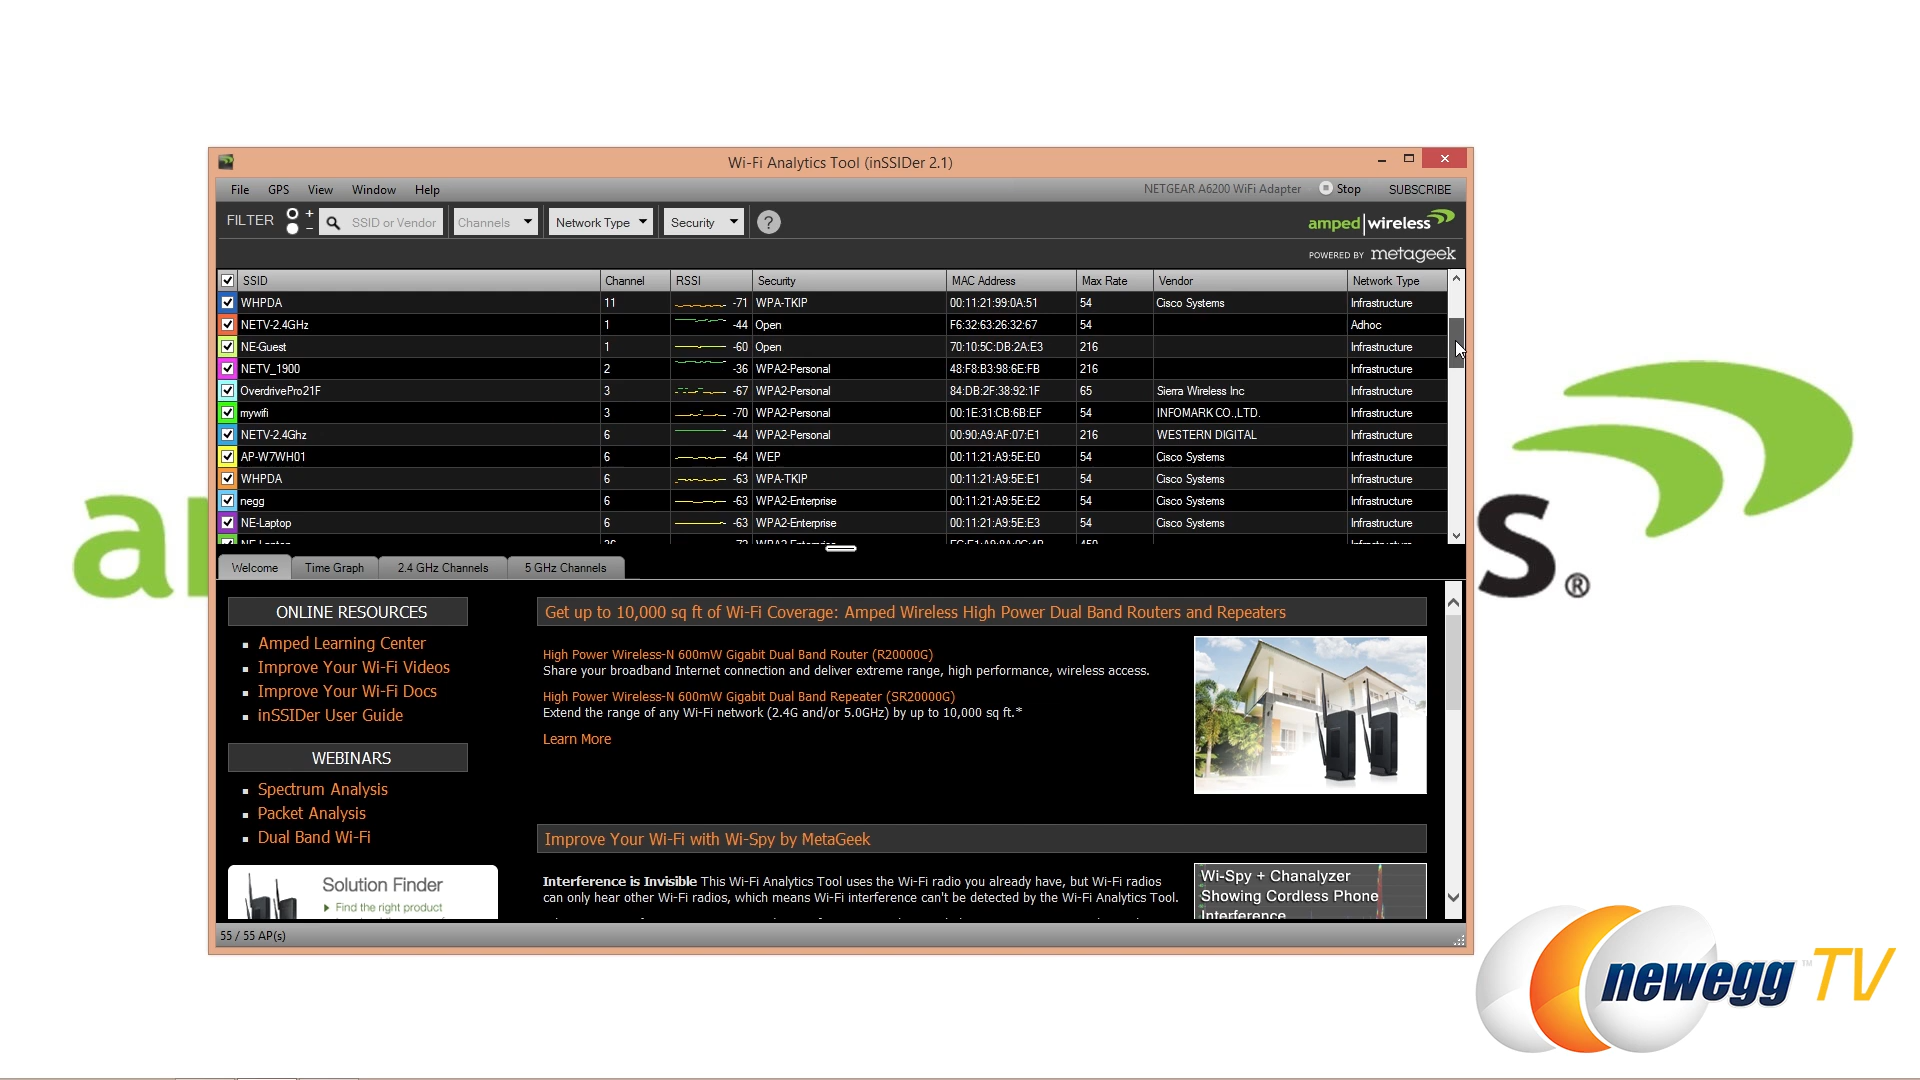 Wi-Fi Analytics Tool (inSSIDer 2.1)
File GPS View Window Help NETGEAR A6200 WiFi Adapter Stop SUBSCRIBE
FILTER + − SSID or Vendor Channels Network Type Security ?
amped|wireless
POWERED BY metageek
SSID Channel RSSI Security MAC Address Max Rate Vendor Network Type
WHPDA 11 -71 WPA-TKIP 00:11:21:99:0A:51 54 Cisco Systems Infrastructure
NETV-2.4GHz 1 -44 Open F6:32:63:26:32:67 54 Adhoc
NE-Guest 1 -60 Open 70:10:5C:DB:2A:E3 216 Infrastructure
NETV_1900 2 -36 WPA2-Personal 48:F8:B3:98:6E:FB 216 Infrastructure
OverdrivePro21F 3 -67 WPA2-Personal 84:DB:2F:38:92:1F 65 Sierra Wireless Inc Infrastructure
mywifi 3 -70 WPA2-Personal 00:1E:31:CB:6B:EF 54 INFOMARK CO.,LTD. Infrastructure
NETV-2.4Ghz 6 -44 WPA2-Personal 00:90:A9:AF:07:E1 216 WESTERN DIGITAL Infrastructure
AP-W7WH01 6 -64 WEP 00:11:21:A9:5E:E0 54 Cisco Systems Infrastructure
WHPDA 6 -63 WPA-TKIP 00:11:21:A9:5E:E1 54 Cisco Systems Infrastructure
negg 6 -63 WPA2-Enterprise 00:11:21:A9:5E:E2 54 Cisco Systems Infrastructure
NE-Laptop 6 -63 WPA2-Enterprise 00:11:21:A9:5E:E3 54 Cisco Systems Infrastructure
Welcome Time Graph 2.4 GHz Channels 5 GHz Channels
ONLINE RESOURCES
Amped Learning Center
Improve Your Wi-Fi Videos
Improve Your Wi-Fi Docs
inSSIDer User Guide
WEBINARS
Spectrum Analysis
Packet Analysis
Dual Band Wi-Fi
Solution Finder
Find the right product
Get up to 10,000 sq ft of Wi-Fi Coverage: Amped Wireless High Power Dual Band Routers and Repeaters
High Power Wireless-N 600mW Gigabit Dual Band Router (R20000G)
Share your broadband Internet connection and deliver extreme range, high performance, wireless access.
High Power Wireless-N 600mW Gigabit Dual Band Repeater (SR20000G)
Extend the range of any Wi-Fi network (2.4G and/or 5.0GHz) by up to 10,000 sq ft.*
Learn More
Improve Your Wi-Fi with Wi-Spy by MetaGeek
Interference is Invisible This Wi-Fi Analytics Tool uses the Wi-Fi radio you already have, but Wi-Fi radios
can only hear other Wi-Fi radios, which means Wi-Fi interference can't be detected by the Wi-Fi Analytics Tool.
Wi-Spy + Chanalyzer
Showing Cordless Phone
Interference
55 / 55 AP(s)
a
s®
newegg™TV